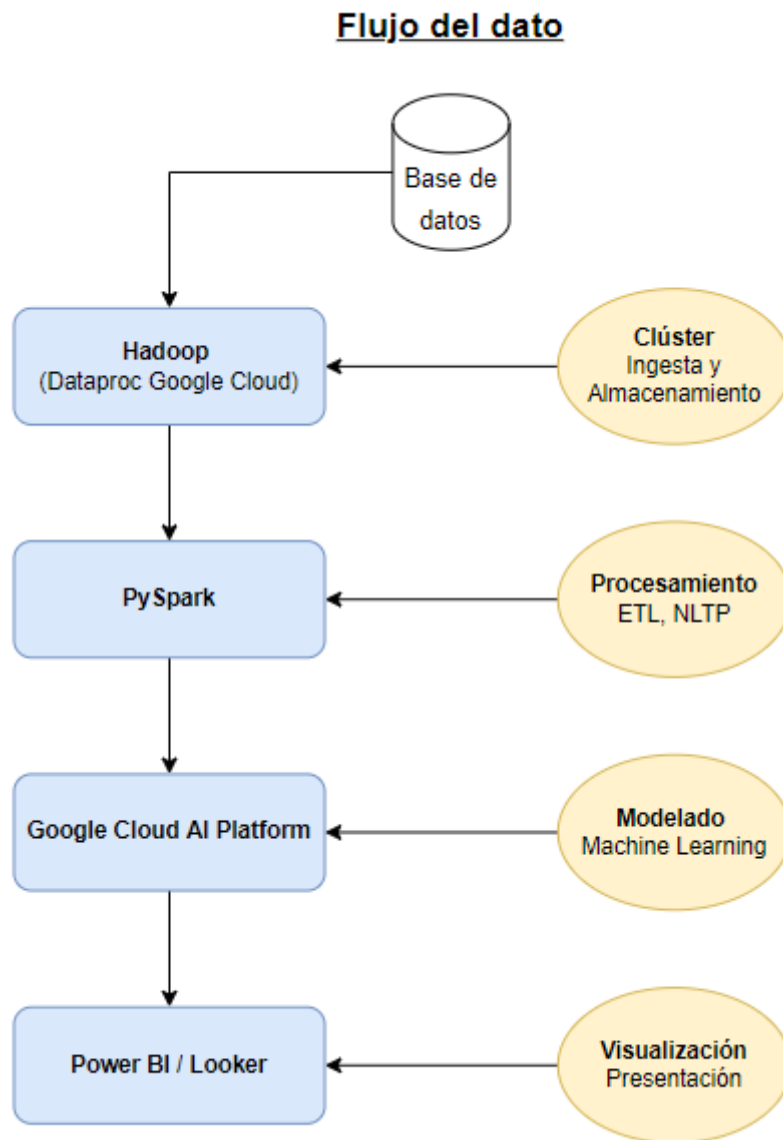 Flujo del dato
Base de
datos
Hadoop
(Dataproc Google Cloud)
Clúster
Ingesta y
Almacenamiento
PySpark
Procesamiento
ETL, NLTP
Google Cloud AI Platform
Modelado
Machine Learning
Power BI / Looker
Visualización
Presentación